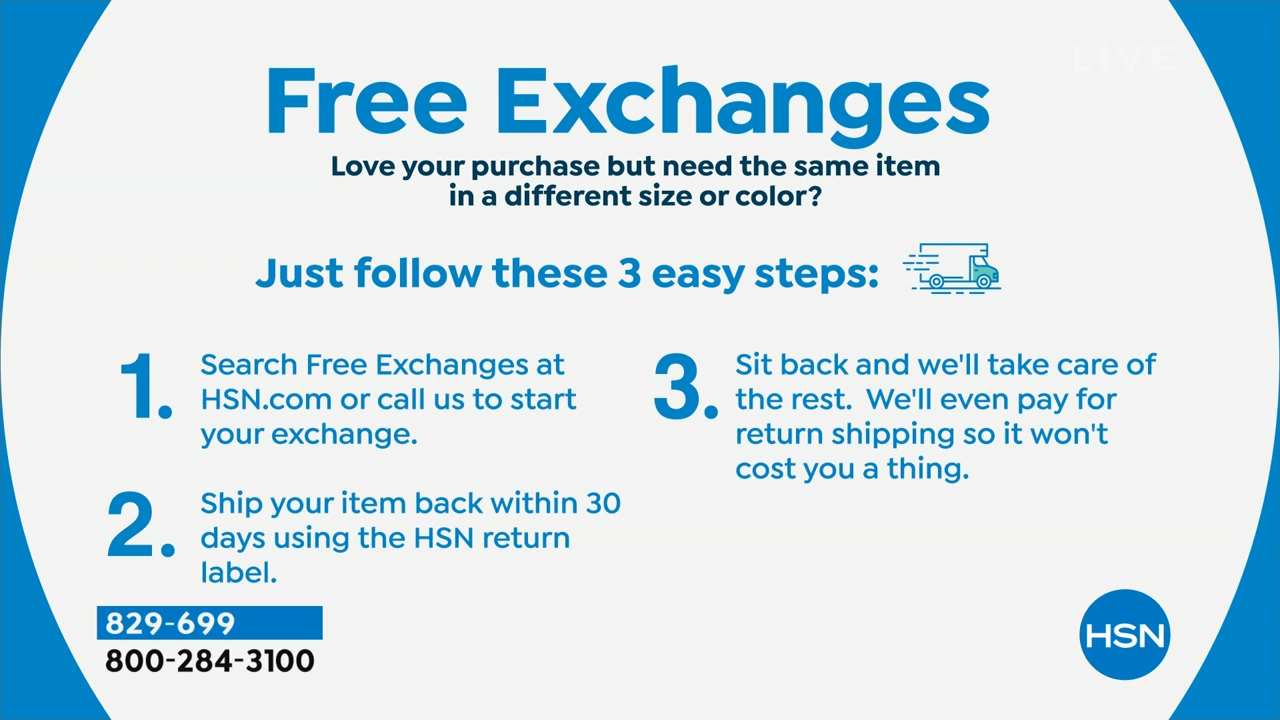 LIVE
Free Exchanges
Love your purchase but need the same item
in a different size or color?
Just follow these 3 easy steps:
1. Search Free Exchanges at
HSN.com or call us to start
your exchange.
2. Ship your item back within 30
days using the HSN return
label.
3. Sit back and we'll take care of
the rest. We'll even pay for
return shipping so it won't
cost you a thing.
829-699
800-284-3100
HSN